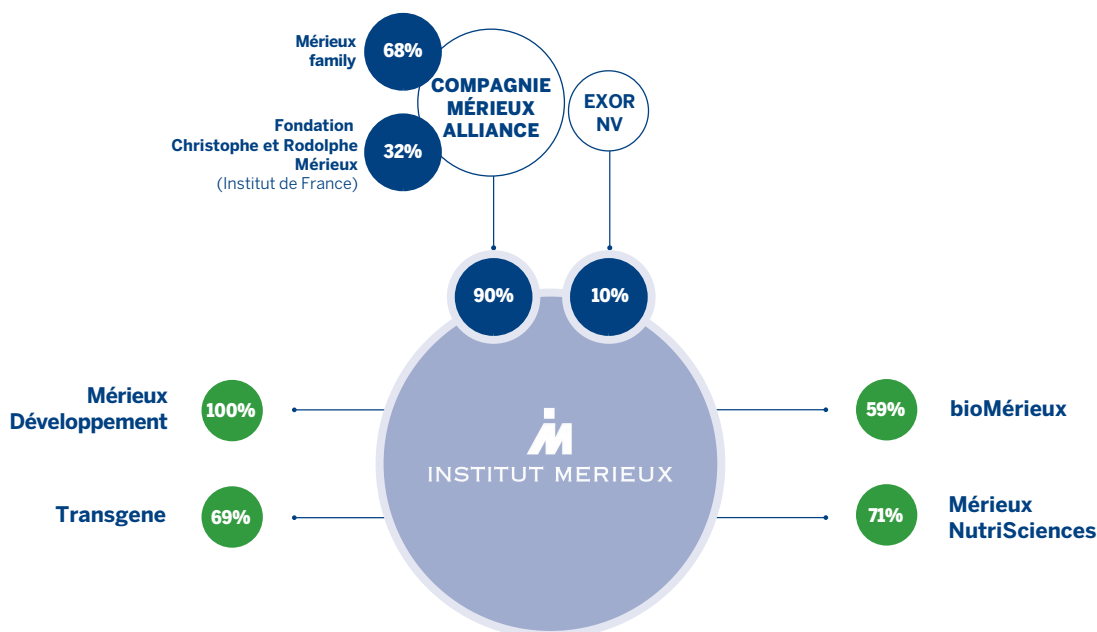 Mérieux
family
68%
COMPAGNIE
MÉRIEUX
ALLIANCE
EXOR
NV
Fondation
Christophe et Rodolphe
Mérieux
(Institut de France)
32%
90%
10%
Mérieux
Développement
100%
59%
bioMérieux
INSTITUT MERIEUX
Transgene
69%
71%
Mérieux
NutriSciences